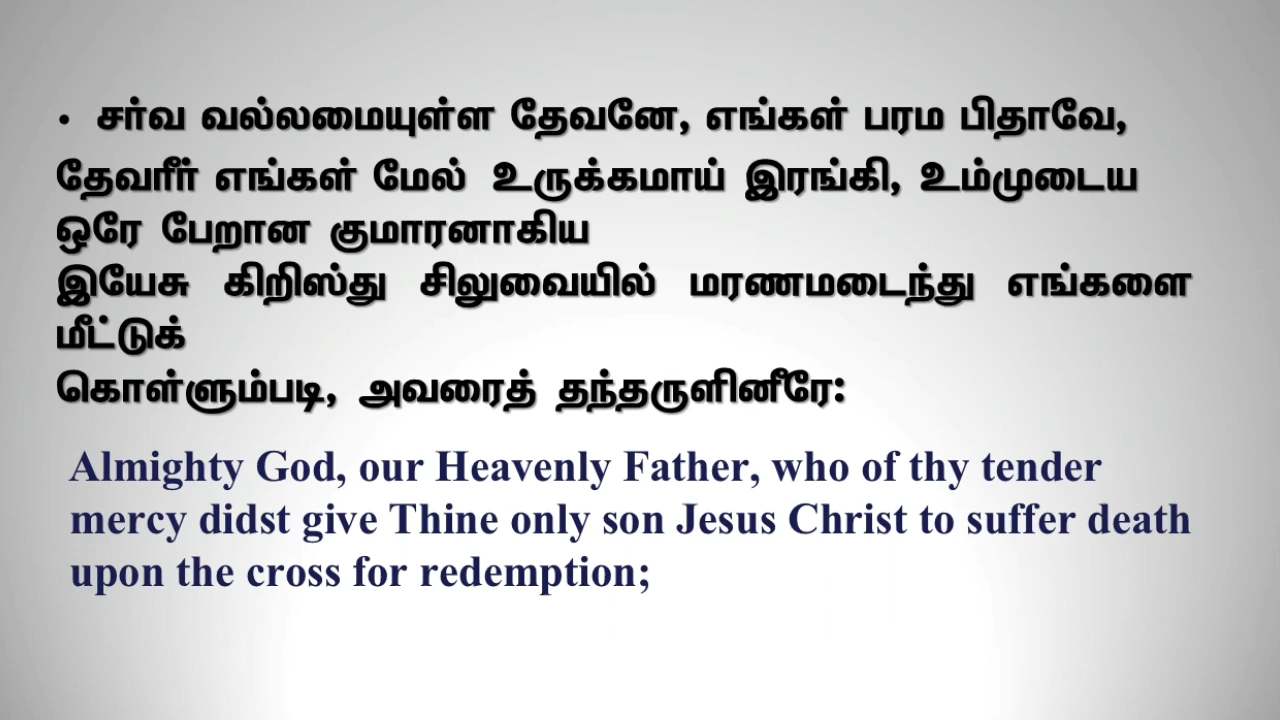 • சர்வ வல்லமையுள்ள தேவனே, எங்கள் பரம பிதாவே,
தேவரீர் எங்கள் மேல் உருக்கமாய் இரங்கி, உம்முடைய
ஒரே பேறான குமாரனாகிய
இயேசு கிறிஸ்து சிலுவையில் மரணமடைந்து எங்களை
மீட்டுக்
கொள்ளும்படி, அவரைத் தந்தருளினீரே:
Almighty God, our Heavenly Father, who of thy tender
mercy didst give Thine only son Jesus Christ to suffer death
upon the cross for redemption;